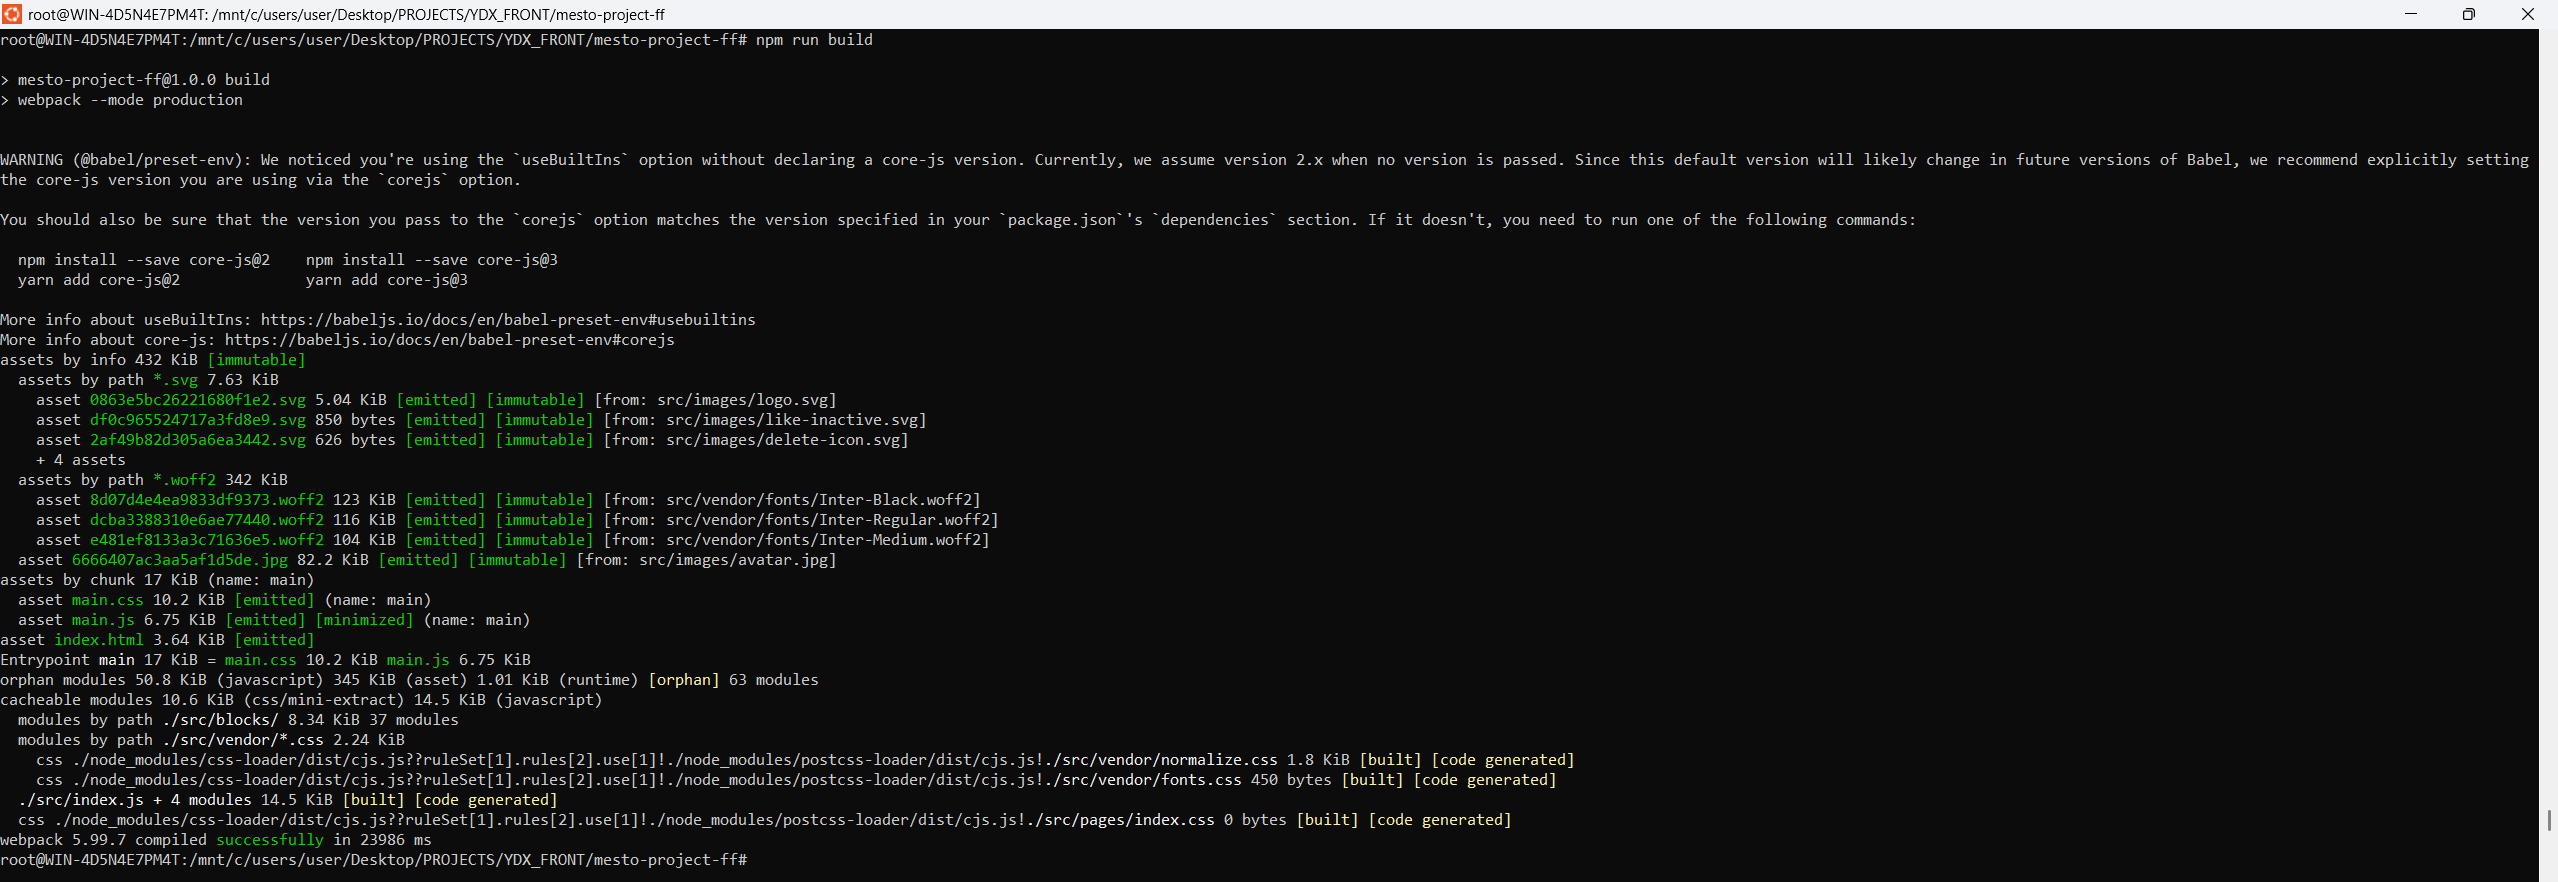 root@WIN-4D5N4E7PM4T: /mnt/c/users/user/Desktop/PROJECTS/YDX_FRONT/mesto-project-ff
root@WIN-4D5N4E7PM4T:/mnt/c/users/user/Desktop/PROJECTS/YDX_FRONT/mesto-project-ff# npm run build
> mesto-project-ff@1.0.0 build
> webpack --mode production
WARNING (@babel/preset-env): We noticed you're using the `useBuiltIns` option without declaring a core-js version. Currently, we assume version 2.x when no version is passed. Since this default version will likely change in future versions of Babel, we recommend explicitly setting
the core-js version you are using via the `corejs` option.
You should also be sure that the version you pass to the `corejs` option matches the version specified in your `package.json`'s `dependencies` section. If it doesn't, you need to run one of the following commands:
  npm install --save core-js@2    npm install --save core-js@3
  yarn add core-js@2              yarn add core-js@3
More info about useBuiltIns: https://babeljs.io/docs/en/babel-preset-env#usebuiltins
More info about core-js: https://babeljs.io/docs/en/babel-preset-env#corejs
assets by info 432 KiB [immutable]
  assets by path *.svg 7.63 KiB
    asset 0863e5bc26221680f1e2.svg 5.04 KiB [emitted] [immutable] [from: src/images/logo.svg]
    asset df0c965524717a3fd8e9.svg 850 bytes [emitted] [immutable] [from: src/images/like-inactive.svg]
    asset 2af49b82d305a6ea3442.svg 626 bytes [emitted] [immutable] [from: src/images/delete-icon.svg]
    + 4 assets
  assets by path *.woff2 342 KiB
    asset 8d07d4e4ea9833df9373.woff2 123 KiB [emitted] [immutable] [from: src/vendor/fonts/Inter-Black.woff2]
    asset dcba3388310e6ae77440.woff2 116 KiB [emitted] [immutable] [from: src/vendor/fonts/Inter-Regular.woff2]
    asset e481ef8133a3c71636e5.woff2 104 KiB [emitted] [immutable] [from: src/vendor/fonts/Inter-Medium.woff2]
  asset 6666407ac3aa5af1d5de.jpg 82.2 KiB [emitted] [immutable] [from: src/images/avatar.jpg]
assets by chunk 17 KiB (name: main)
  asset main.css 10.2 KiB [emitted] (name: main)
  asset main.js 6.75 KiB [emitted] [minimized] (name: main)
asset index.html 3.64 KiB [emitted]
Entrypoint main 17 KiB = main.css 10.2 KiB main.js 6.75 KiB
orphan modules 50.8 KiB (javascript) 345 KiB (asset) 1.01 KiB (runtime) [orphan] 63 modules
cacheable modules 10.6 KiB (css/mini-extract) 14.5 KiB (javascript)
  modules by path ./src/blocks/ 8.34 KiB 37 modules
  modules by path ./src/vendor/*.css 2.24 KiB
    css ./node_modules/css-loader/dist/cjs.js??ruleSet[1].rules[2].use[1]!./node_modules/postcss-loader/dist/cjs.js!./src/vendor/normalize.css 1.8 KiB [built] [code generated]
    css ./node_modules/css-loader/dist/cjs.js??ruleSet[1].rules[2].use[1]!./node_modules/postcss-loader/dist/cjs.js!./src/vendor/fonts.css 450 bytes [built] [code generated]
  ./src/index.js + 4 modules 14.5 KiB [built] [code generated]
  css ./node_modules/css-loader/dist/cjs.js??ruleSet[1].rules[2].use[1]!./node_modules/postcss-loader/dist/cjs.js!./src/pages/index.css 0 bytes [built] [code generated]
webpack 5.99.7 compiled successfully in 23986 ms
root@WIN-4D5N4E7PM4T:/mnt/c/users/user/Desktop/PROJECTS/YDX_FRONT/mesto-project-ff#